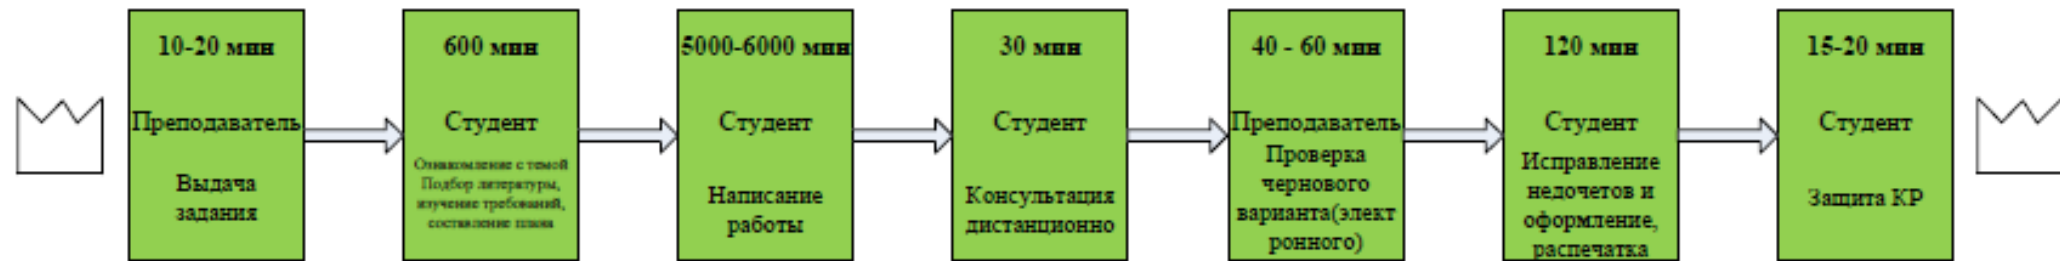 10-20 мин
Преподаватель
Выдача
задания
600 мин
Студент
Ознакомление с темой
Подбор литературы,
изучение требований,
составление плана
5000-6000 мин
Студент
Написание
работы
30 мин
Студент
Консультация
дистанционно
40 - 60 мин
Преподаватель
Проверка
чернового
варианта(элект
ронного)
120 мин
Студент
Исправление
недочетов и
оформление,
распечатка
15-20 мин
Студент
Защита КР